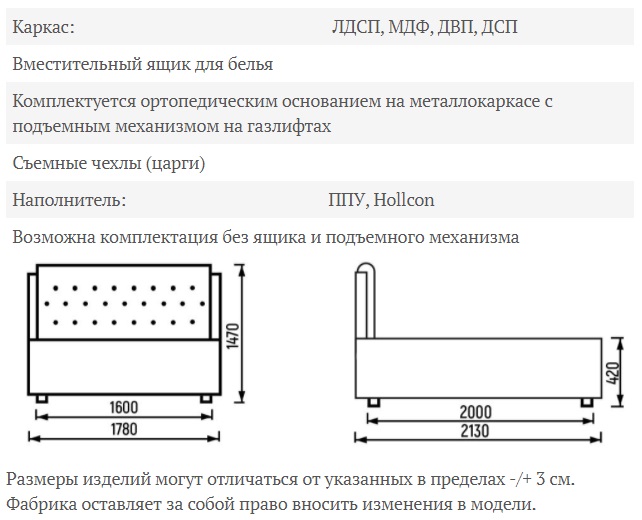 Каркас: ЛДСП, МДФ, ДВП, ДСП
Вместительный ящик для белья
Комплектуется ортопедическим основанием на металлокаркасе с
подъемным механизмом на газлифтах
Съемные чехлы (царги)
Наполнитель: ППУ, Hollcon
Возможна комплектация без ящика и подъемного механизма
1470
1600
1780
420
2000
2130
Размеры изделий могут отличаться от указанных в пределах -/+ 3 см.
Фабрика оставляет за собой право вносить изменения в модели.